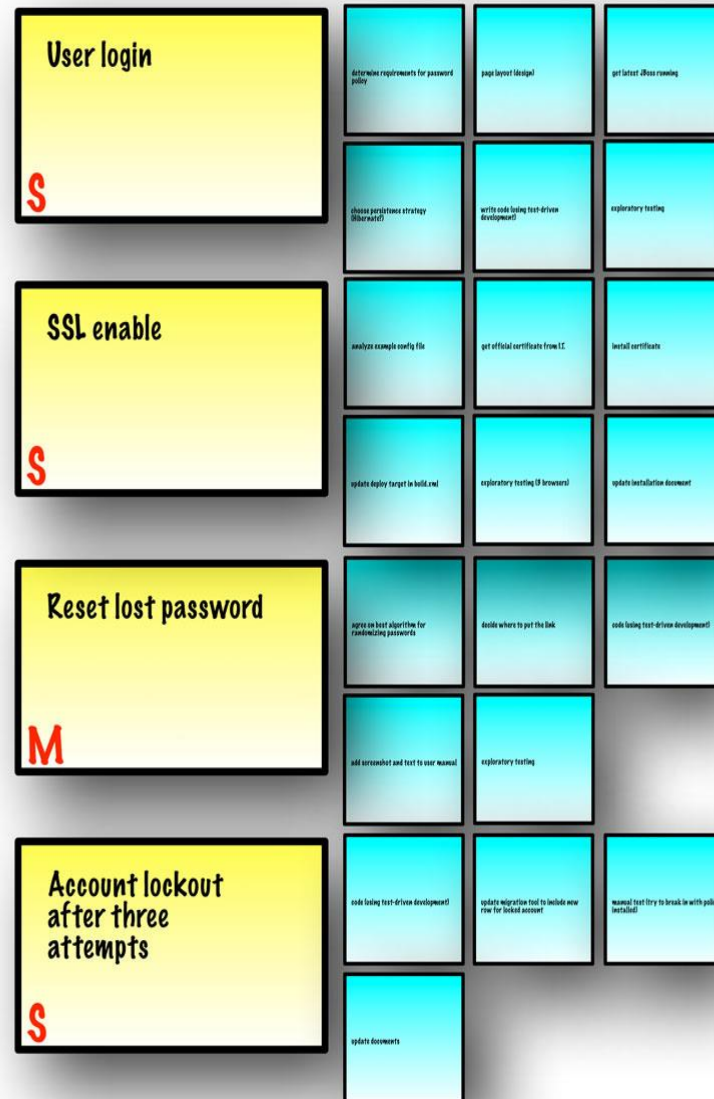 User login
S
determine requirements for password
policy
page layout (design)
get latest JBoss running
choose persistence strategy
(Hibernate?)
write code (using test-driven
development)
exploratory testing
SSL enable
S
analyze example config file
get official certificate from I.T.
install certificate
update deploy target in build.xml
exploratory testing (3 browsers)
update installation document
Reset lost password
M
agree on best algorithm for
randomizing passwords
decide where to put the link
code (using test-driven development)
add screenshot and text to user manual
exploratory testing
Account lockout
after three
attempts
S
code (using test-driven development)
update migration tool to include new
row for locked account
manual test (try to break in with
installed)
update documents